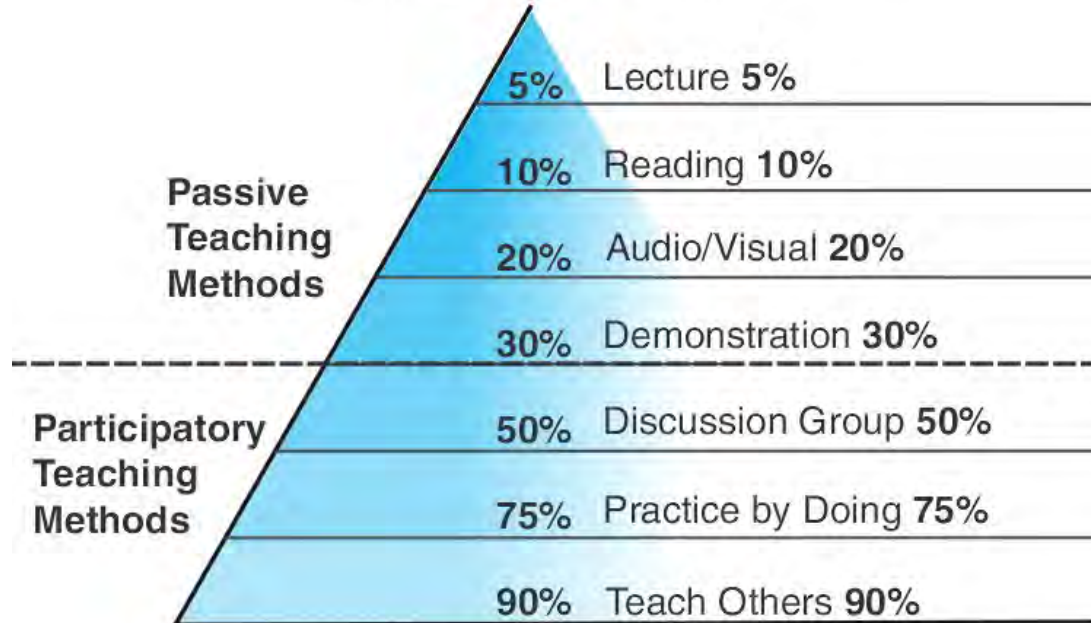 5% Lecture 5%
10% Reading 10%
Passive
Teaching
Methods
20% Audio/Visual 20%
30% Demonstration 30%
Participatory
Teaching
Methods
50% Discussion Group 50%
75% Practice by Doing 75%
90% Teach Others 90%